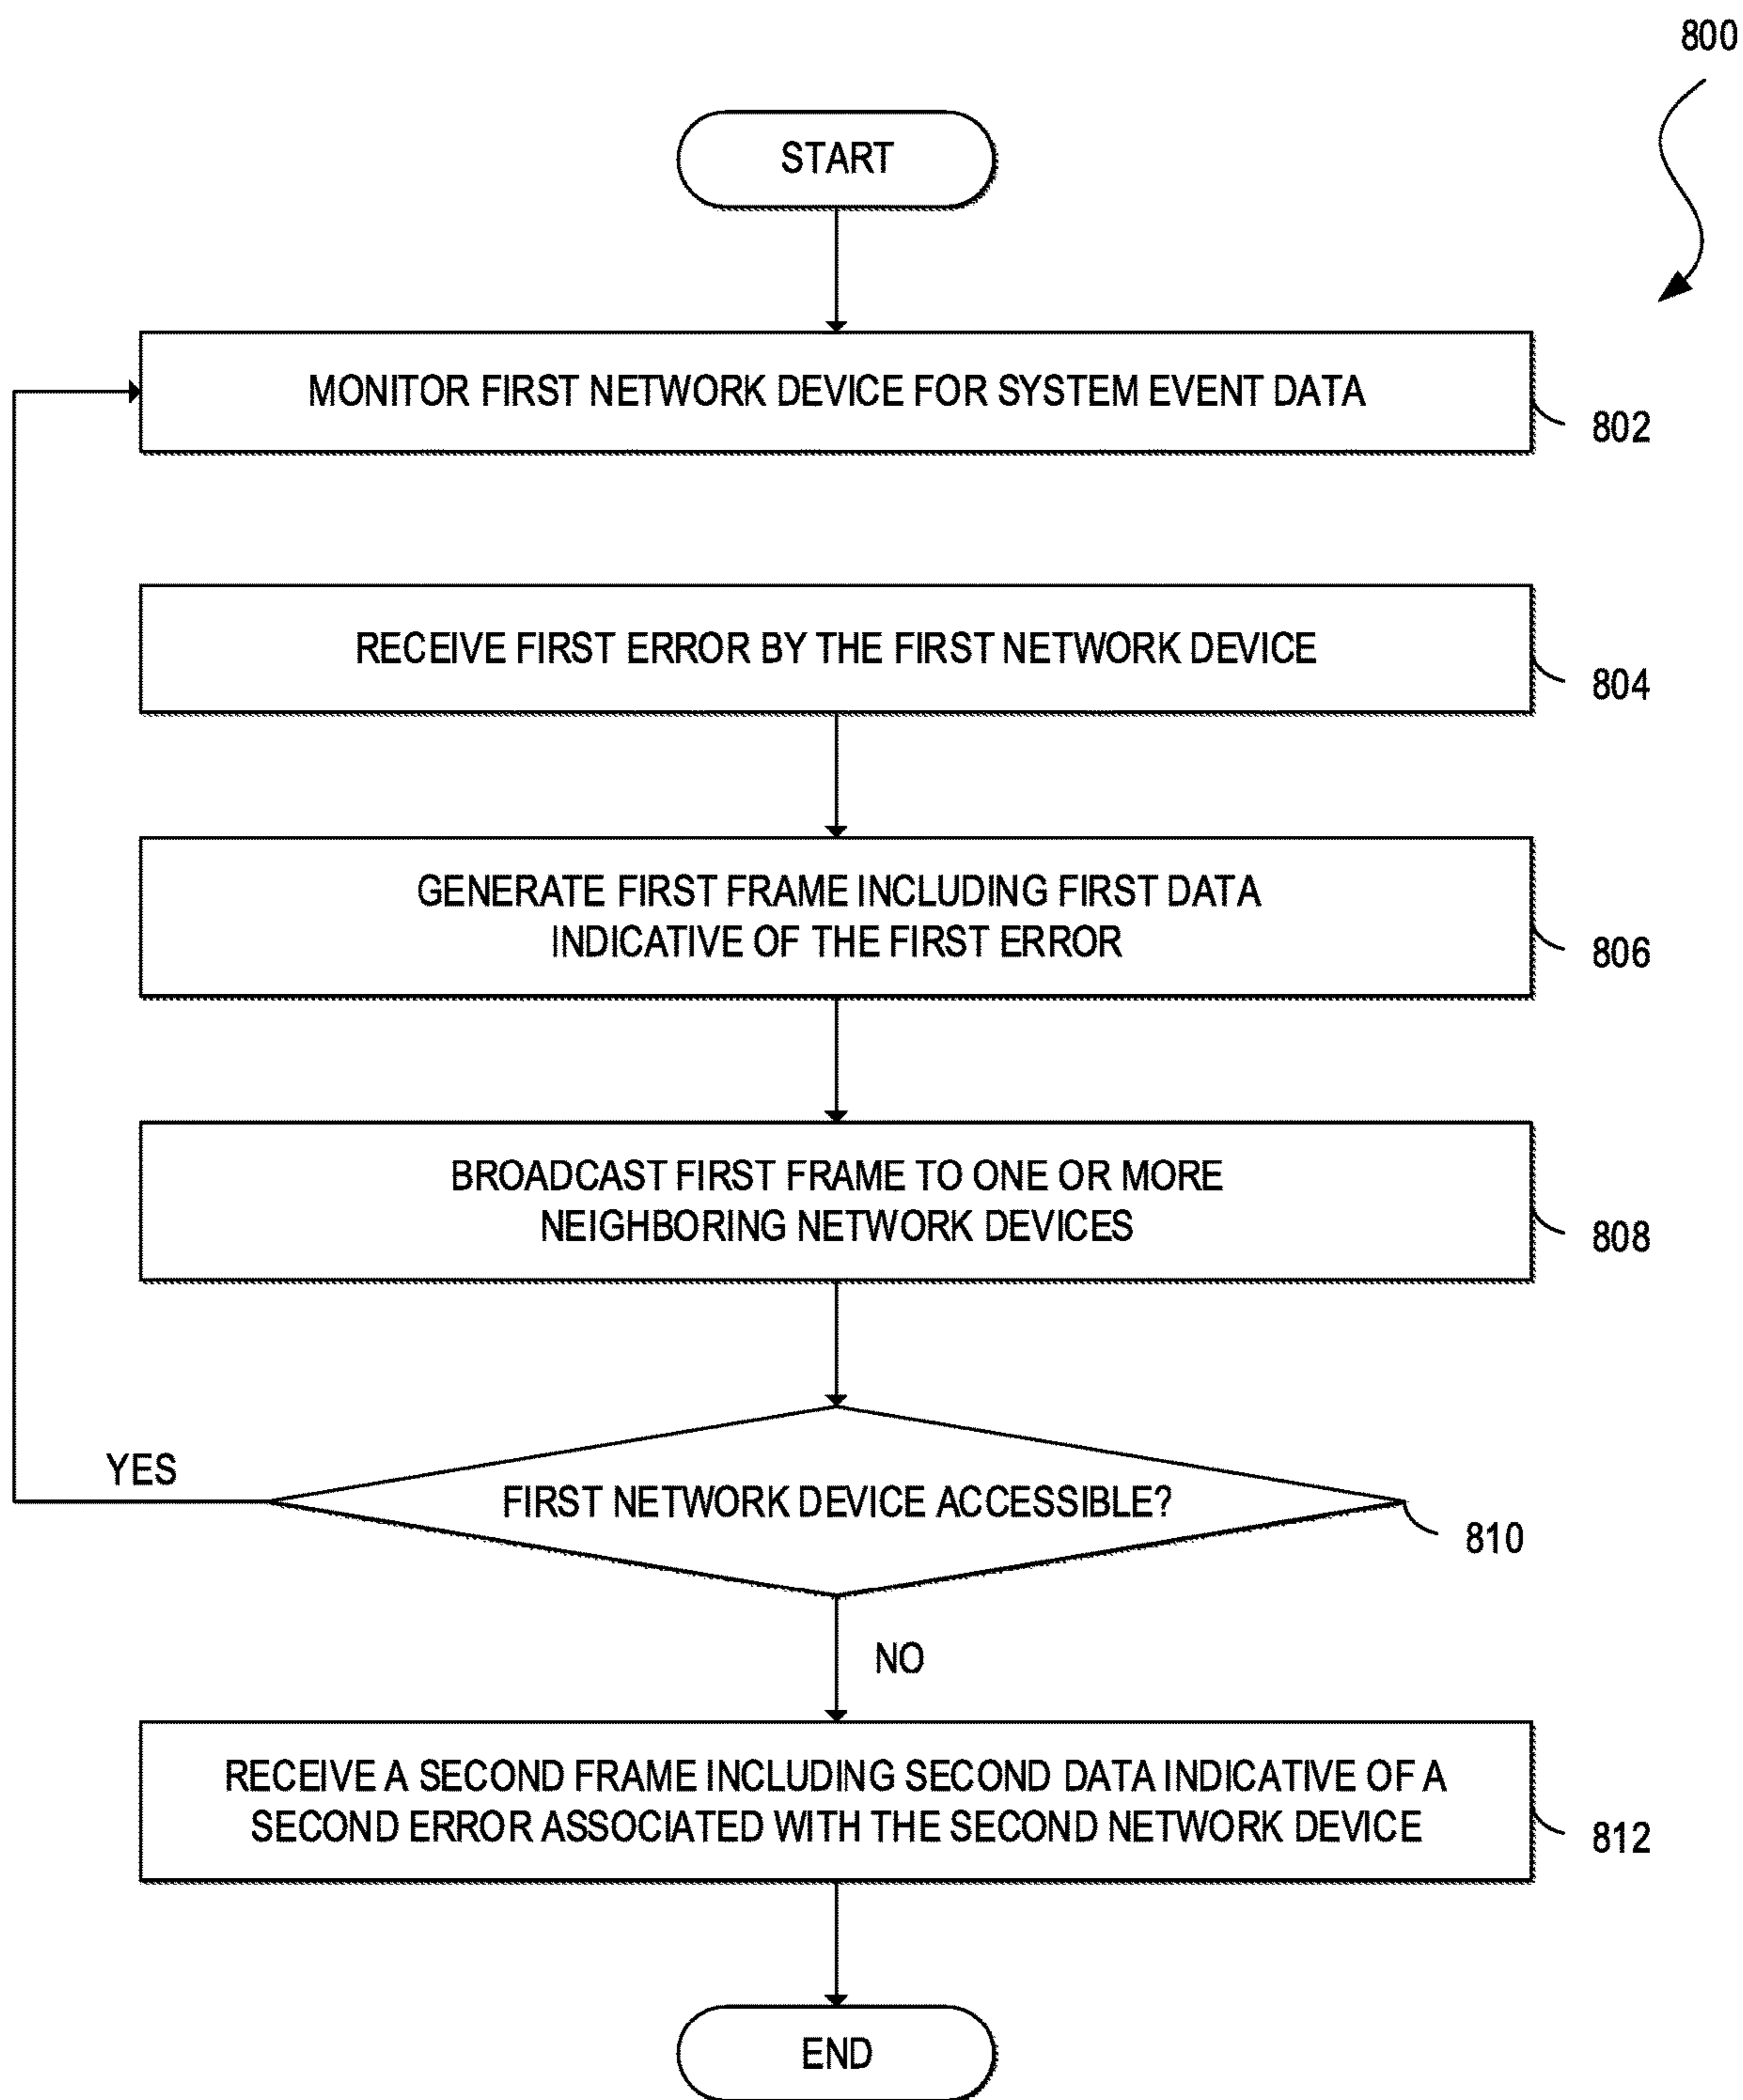 800
START
MONITOR FIRST NETWORK DEVICE FOR SYSTEM EVENT DATA
802
RECEIVE FIRST ERROR BY THE FIRST NETWORK DEVICE
804
GENERATE FIRST FRAME INCLUDING FIRST DATA
INDICATIVE OF THE FIRST ERROR
806
BROADCAST FIRST FRAME TO ONE OR MORE
NEIGHBORING NETWORK DEVICES
808
YES
FIRST NETWORK DEVICE ACCESSIBLE?
810
NO
RECEIVE A SECOND FRAME INCLUDING SECOND DATA INDICATIVE OF A
SECOND ERROR ASSOCIATED WITH THE SECOND NETWORK DEVICE
812
END